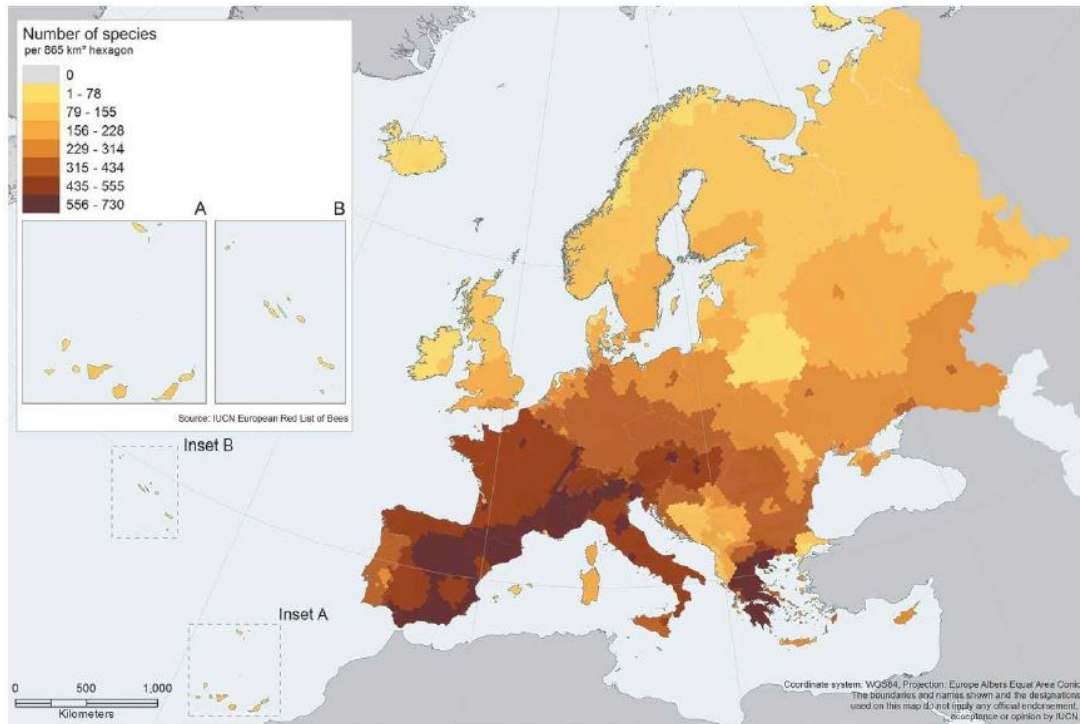 Number of species
per 865 km² hexagon
0
1 - 78
79 - 155
156 - 228
229 - 314
315 - 434
435 - 555
556 - 730
A
B
Source: IUCN European Red List of Bees
Inset B
Inset A
0 500 1,000
Kilometers
Coordinate system: WGS84, Projection: Europe Albers Equal Area Conic
The boundaries and names shown and the designations
used on this map do not imply any official endorsement,
acceptance or opinion by IUCN.